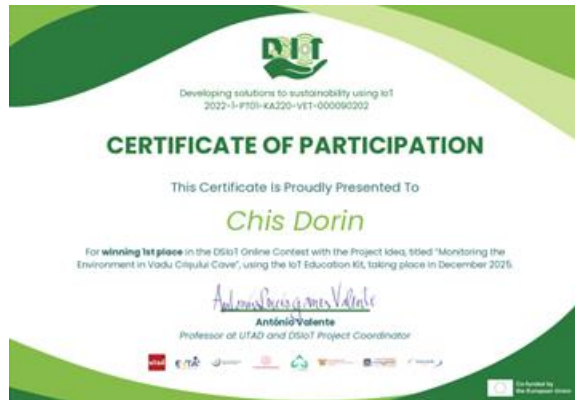 DSIoT
Developing solutions to sustainability using IoT
2022-1-PT01-KA220-VET-000090202
CERTIFICATE OF PARTICIPATION
This Certificate Is Proudly Presented To
Chis Dorin
For winning 1st place in the DSIoT Online Contest with the Project Idea, titled "Monitoring the
Environment in Vadu Crișului Cave", using the IoT Education Kit, taking place in December 2025.
António Valente
Professor at UTAD and DSIoT Project Coordinator
utad
Co-funded by
the European Union